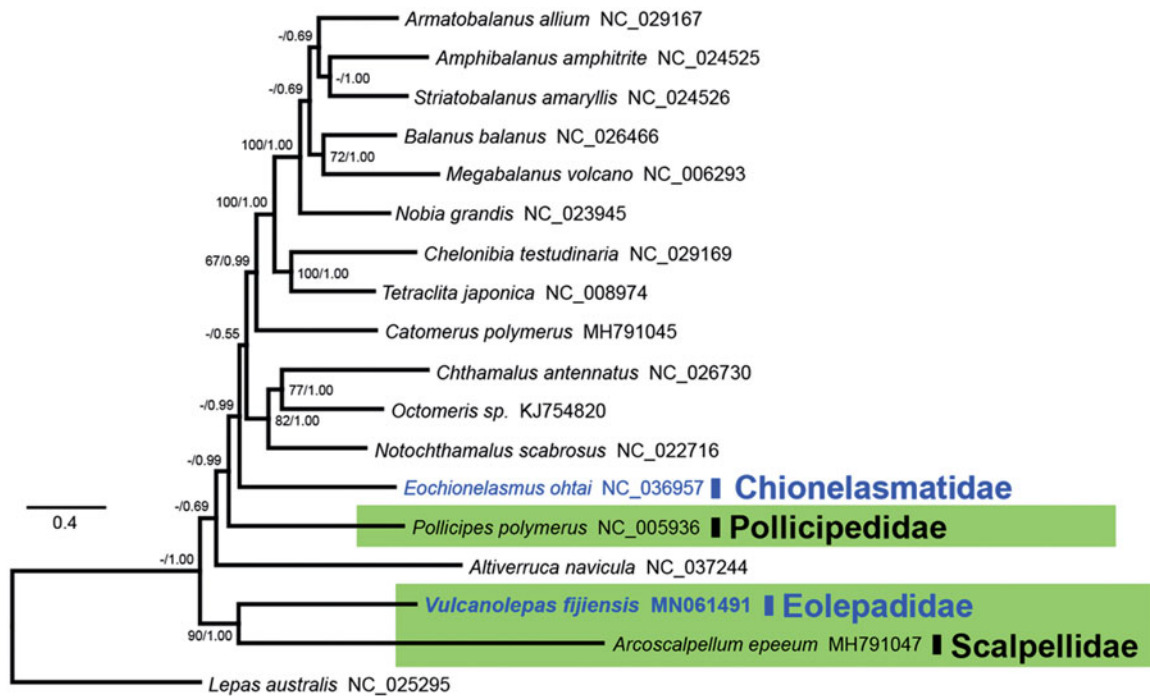 Armatobalanus allium NC_029167
-/0.69
Amphibalanus amphitrite NC_024525
-/1.00
-/0.69
Striatobalanus amaryllis NC_024526
Balanus balanus NC_026466
100/1.00
72/1.00
Megabalanus volcano NC_006293
100/1.00
Nobia grandis NC_023945
Chelonibia testudinaria NC_029169
67/0.99
100/1.00
Tetraclita japonica NC_008974
-/0.55
Catomerus polymerus MH791045
Chthamalus antennatus NC_026730
77/1.00
-/0.99
Octomeris sp. KJ754820
82/1.00
Notochthamalus scabrosus NC_022716
-/0.99
Eochionelasmus ohtai NC_036957 Chionelasmatidae
-/0.69
0.4
Pollicipes polymerus NC_005936 Pollicipedidae
-/1.00
Altiverruca navicula NC_037244
Vulcanolepas fijiensis MN061491 Eolepadidae
90/1.00
Arcoscalpellum epeeum MH791047 Scalpellidae
Lepas australis NC_025295